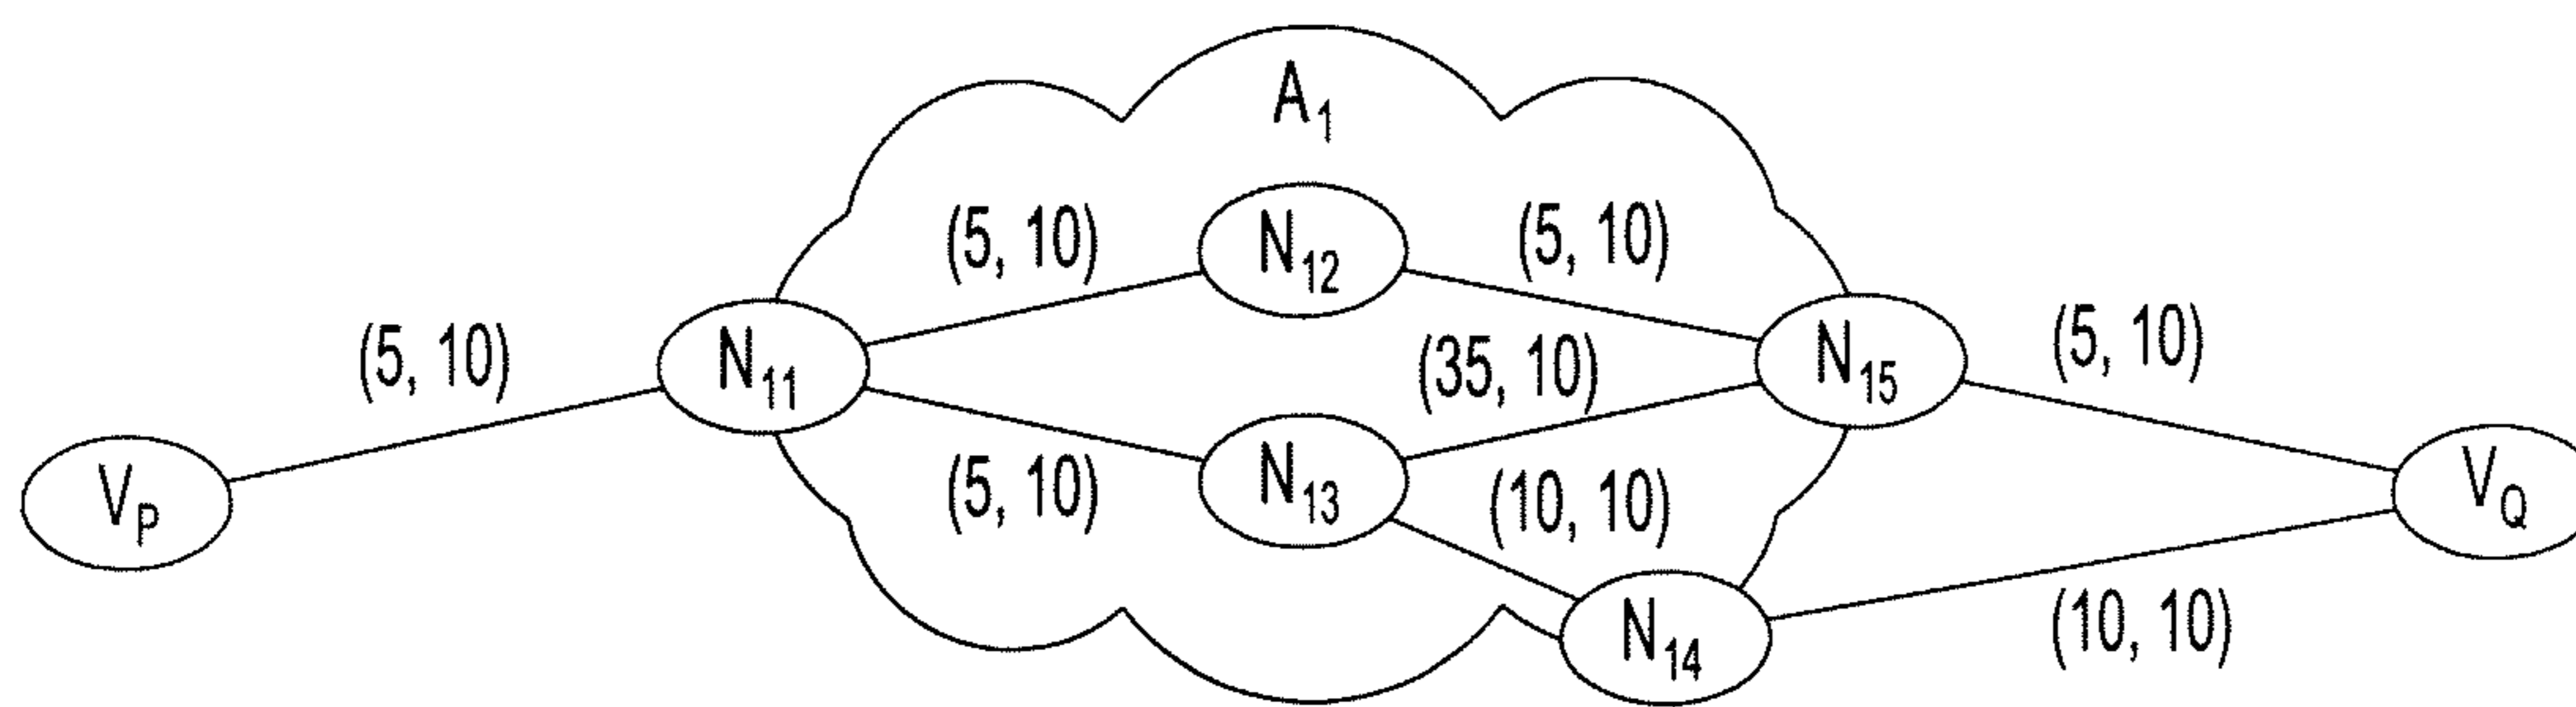 A1
(5, 10)
N12
(5, 10)
(5, 10)
N11
(35, 10)
N15
(5, 10)
VP
(5, 10)
N13
(10, 10)
VQ
N14
(10, 10)